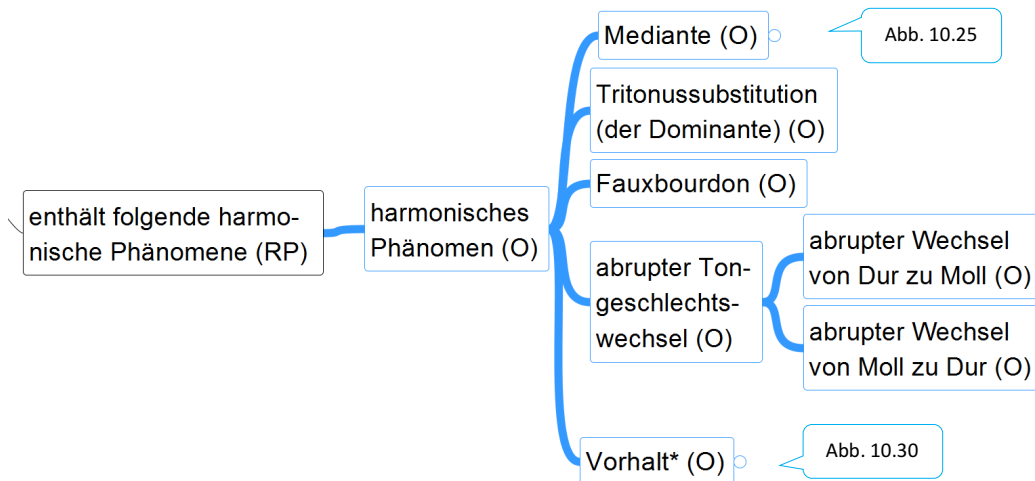 Mediante (O)
Abb. 10.25
Tritonussubstitution
(der Dominante) (O)
Fauxbourdon (O)
enthält folgende harmo-
nische Phänomene (RP)
harmonisches
Phänomen (O)
abrupter Ton-
geschlechts-
wechsel (O)
abrupter Wechsel
von Dur zu Moll (O)
abrupter Wechsel
von Moll zu Dur (O)
Vorhalt* (O)
Abb. 10.30